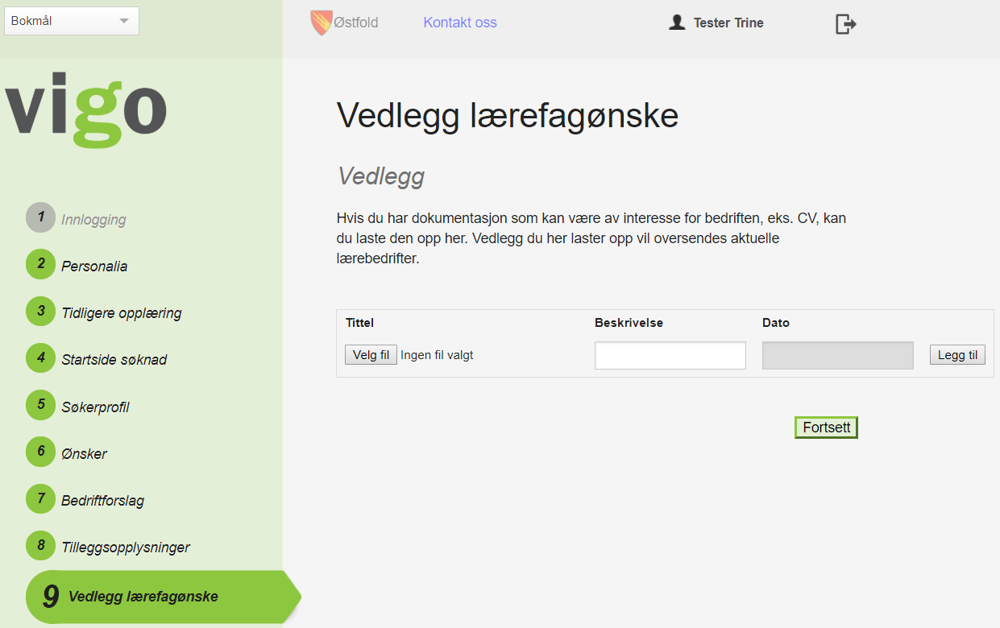 Bokmål
Østfold
Kontakt oss
Tester Trine
vigo
1 Innlogging
2 Personalia
3 Tidligere opplæring
4 Startside søknad
5 Søkerprofil
6 Ønsker
7 Bedriftforslag
8 Tilleggsopplysninger
9 Vedlegg lærefagønske
Vedlegg lærefagønske
Vedlegg
Hvis du har dokumentasjon som kan være av interesse for bedriften, eks. CV, kan
du laste den opp her. Vedlegg du her laster opp vil oversendes aktuelle
lærebedrifter.
Tittel Beskrivelse Dato
Velg fil Ingen fil valgt Legg til
Fortsett